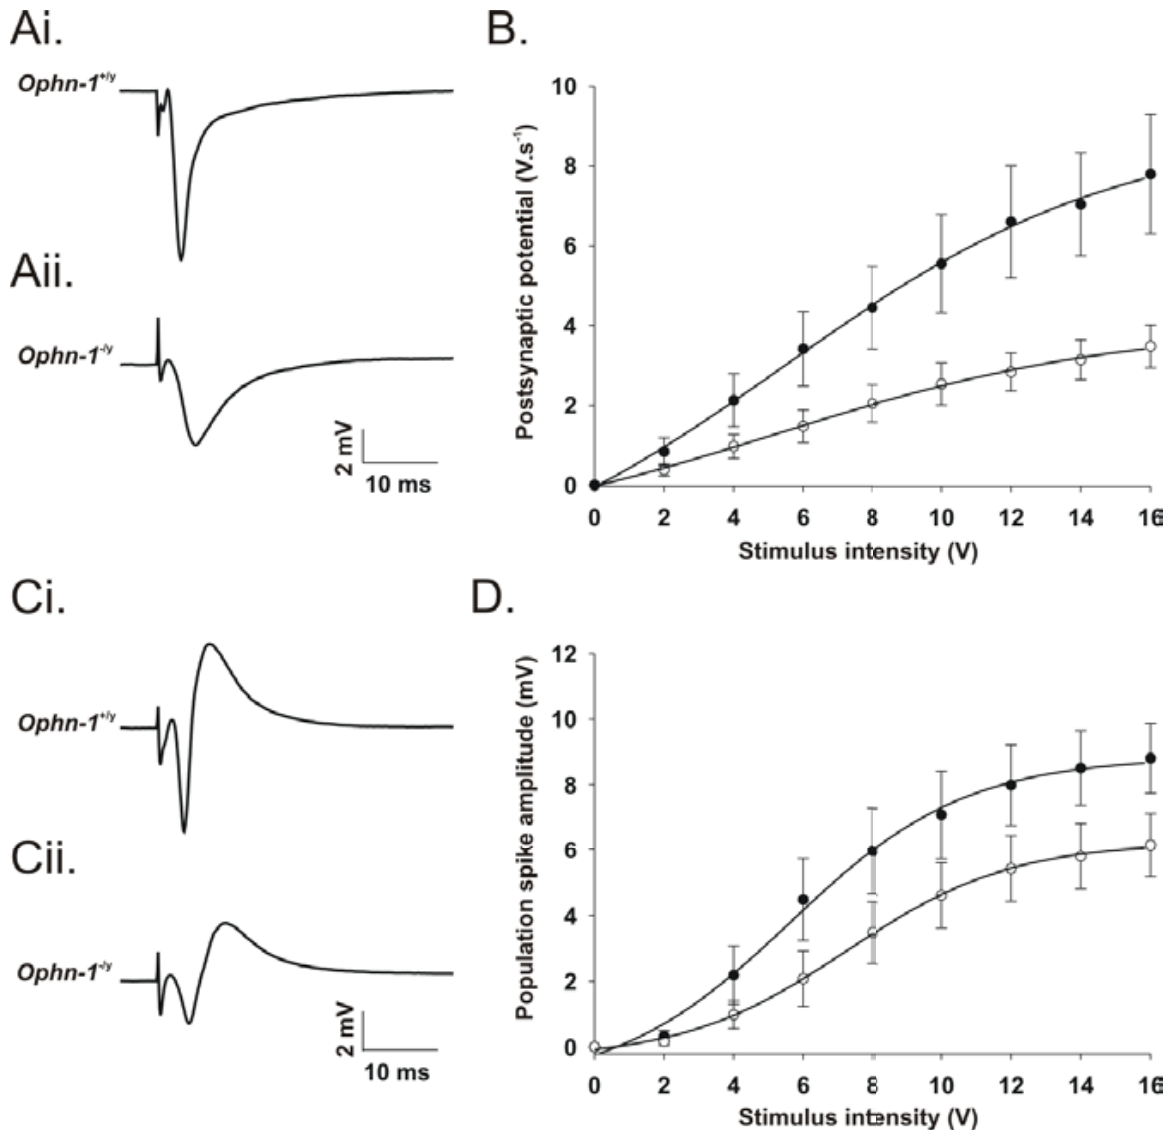 Ai.
Ophn-1+/y
Aii.
Ophn-1-/y
2 mV
10 ms
B.
Postsynaptic potential (V.s-1)
10
8
6
4
2
0
0 2 4 6 8 10 12 14 16
Stimulus intensity (V)
Ci.
Ophn-1+/y
Cii.
Ophn-1-/y
2 mV
10 ms
D.
Population spike amplitude (mV)
12
10
8
6
4
2
0
0 2 4 6 8 10 12 14 16
Stimulus intensity (V)